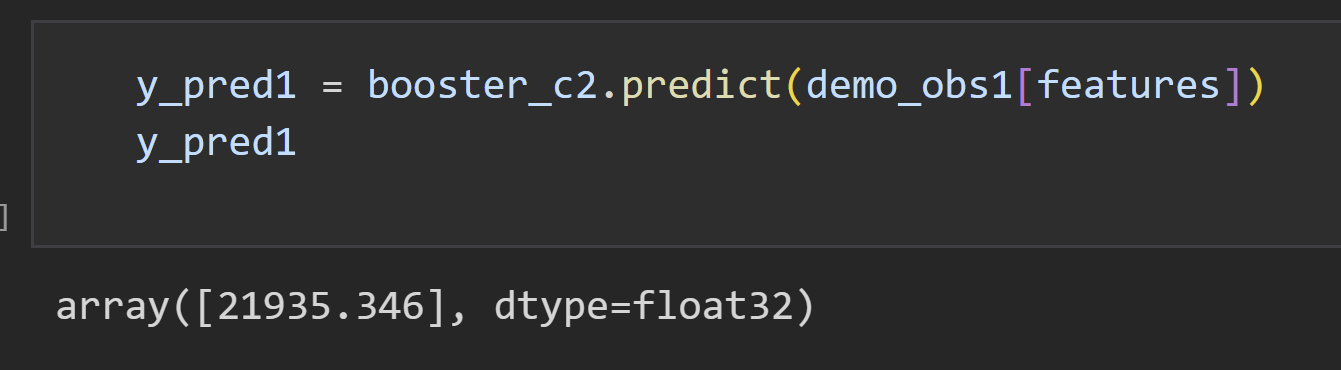 y_pred1 = booster_c2.predict(demo_obs1[features])
y_pred1
]
array([21935.346], dtype=float32)